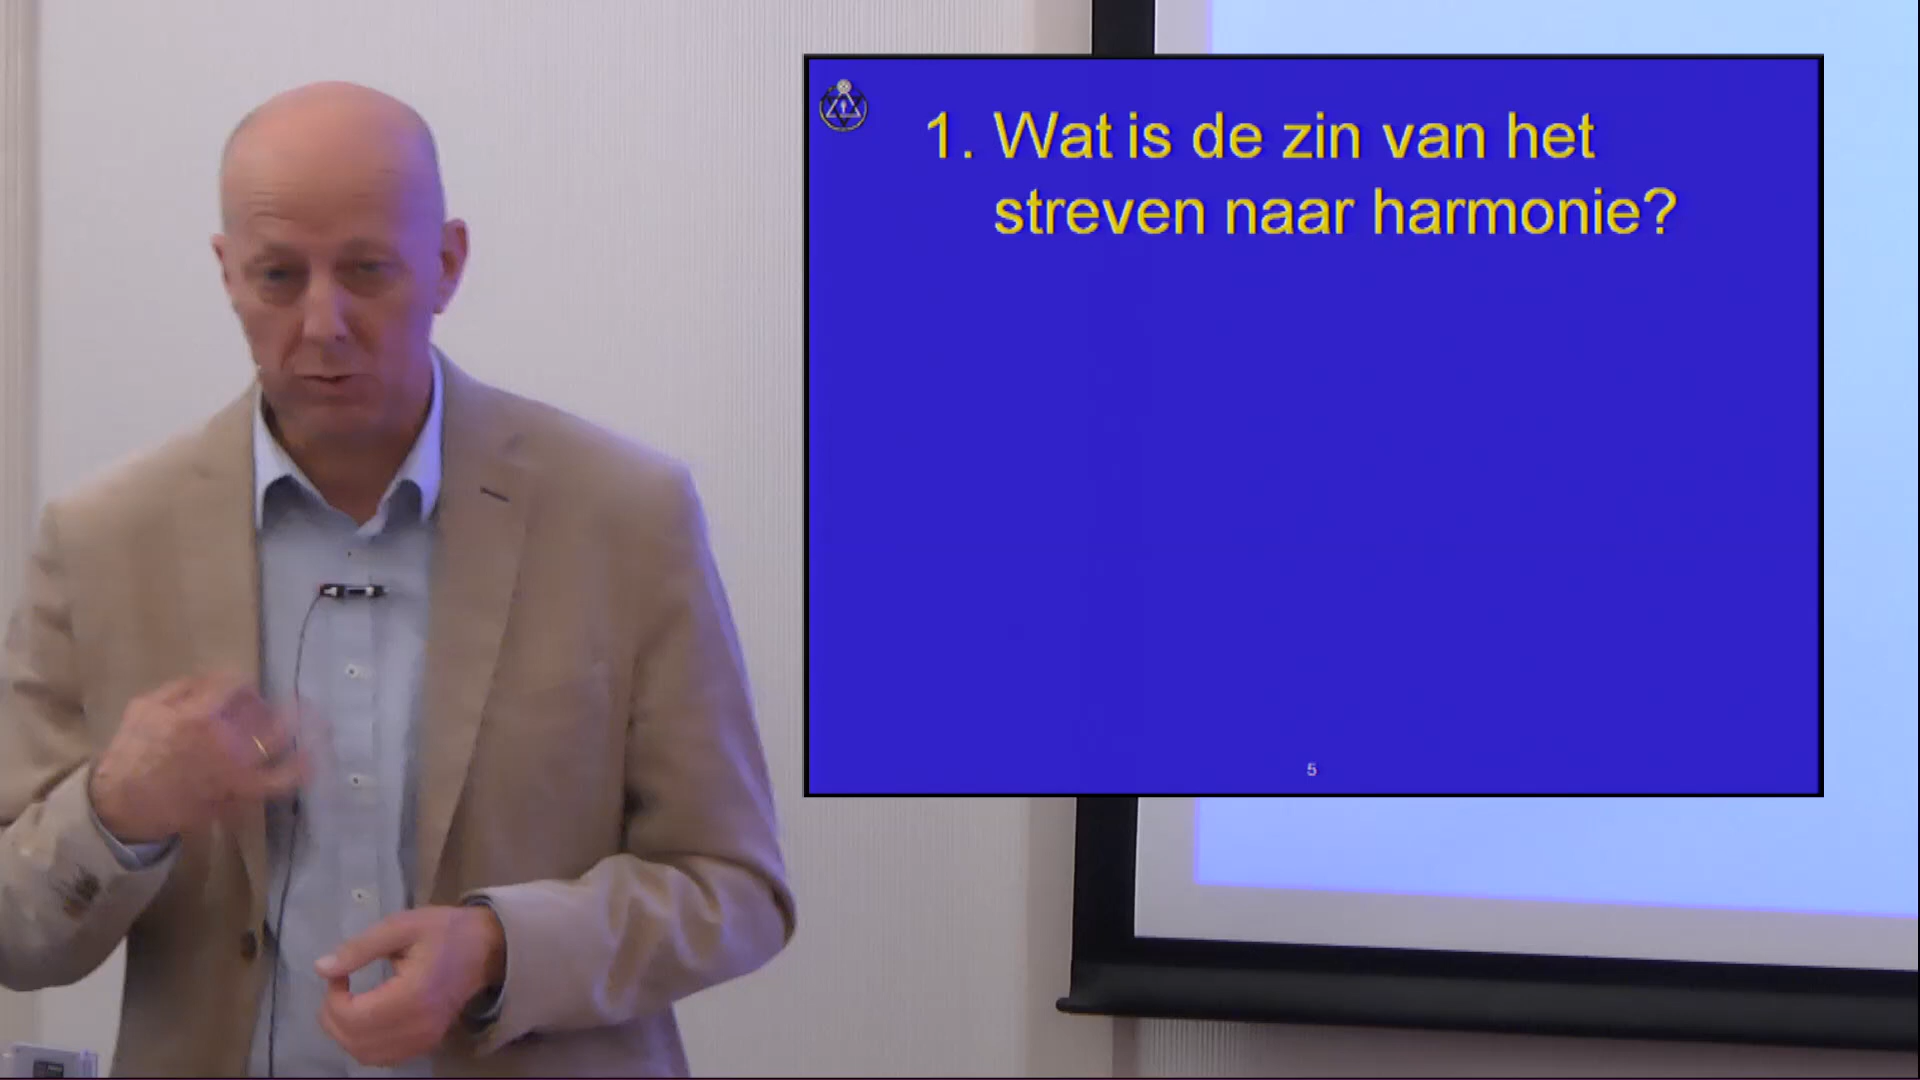 1. Wat is de zin van het
streven naar harmonie?
5